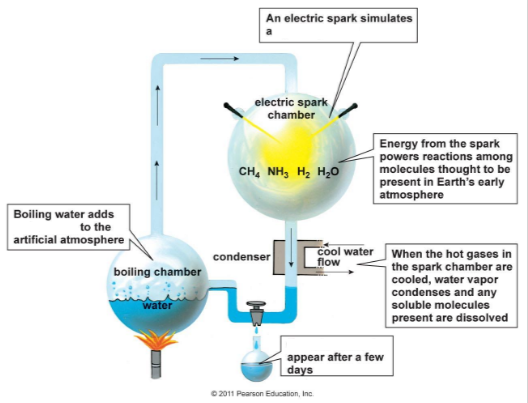 An electric spark simulates
a
electric spark
chamber
CH₄ NH₃ H₂ H₂O
Energy from the spark
powers reactions among
molecules thought to be
present in Earth's early
atmosphere
Boiling water adds
to the
artificial atmosphere
boiling chamber
water
condenser
cool water
flow
When the hot gases in
the spark chamber are
cooled, water vapor
condenses and any
soluble molecules
present are dissolved
appear after a few
days
© 2011 Pearson Education, Inc.